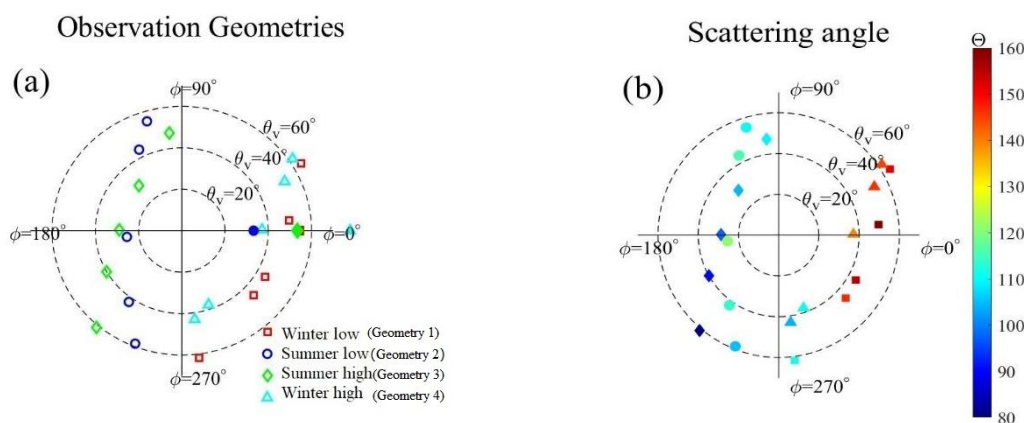 Observation Geometries
(a)
ϕ=90°
θv=60°
θv=40°
θv=20°
ϕ=180°
ϕ=0°
ϕ=270°
Winter low (Geometry 1)
Summer low (Geometry 2)
Summer high (Geometry 3)
Winter high (Geometry 4)
Scattering angle
(b)
ϕ=90°
θv=60°
θv=40°
θv=20°
ϕ=180°
ϕ=0°
ϕ=270°
Θ
160
150
140
130
120
110
100
90
80